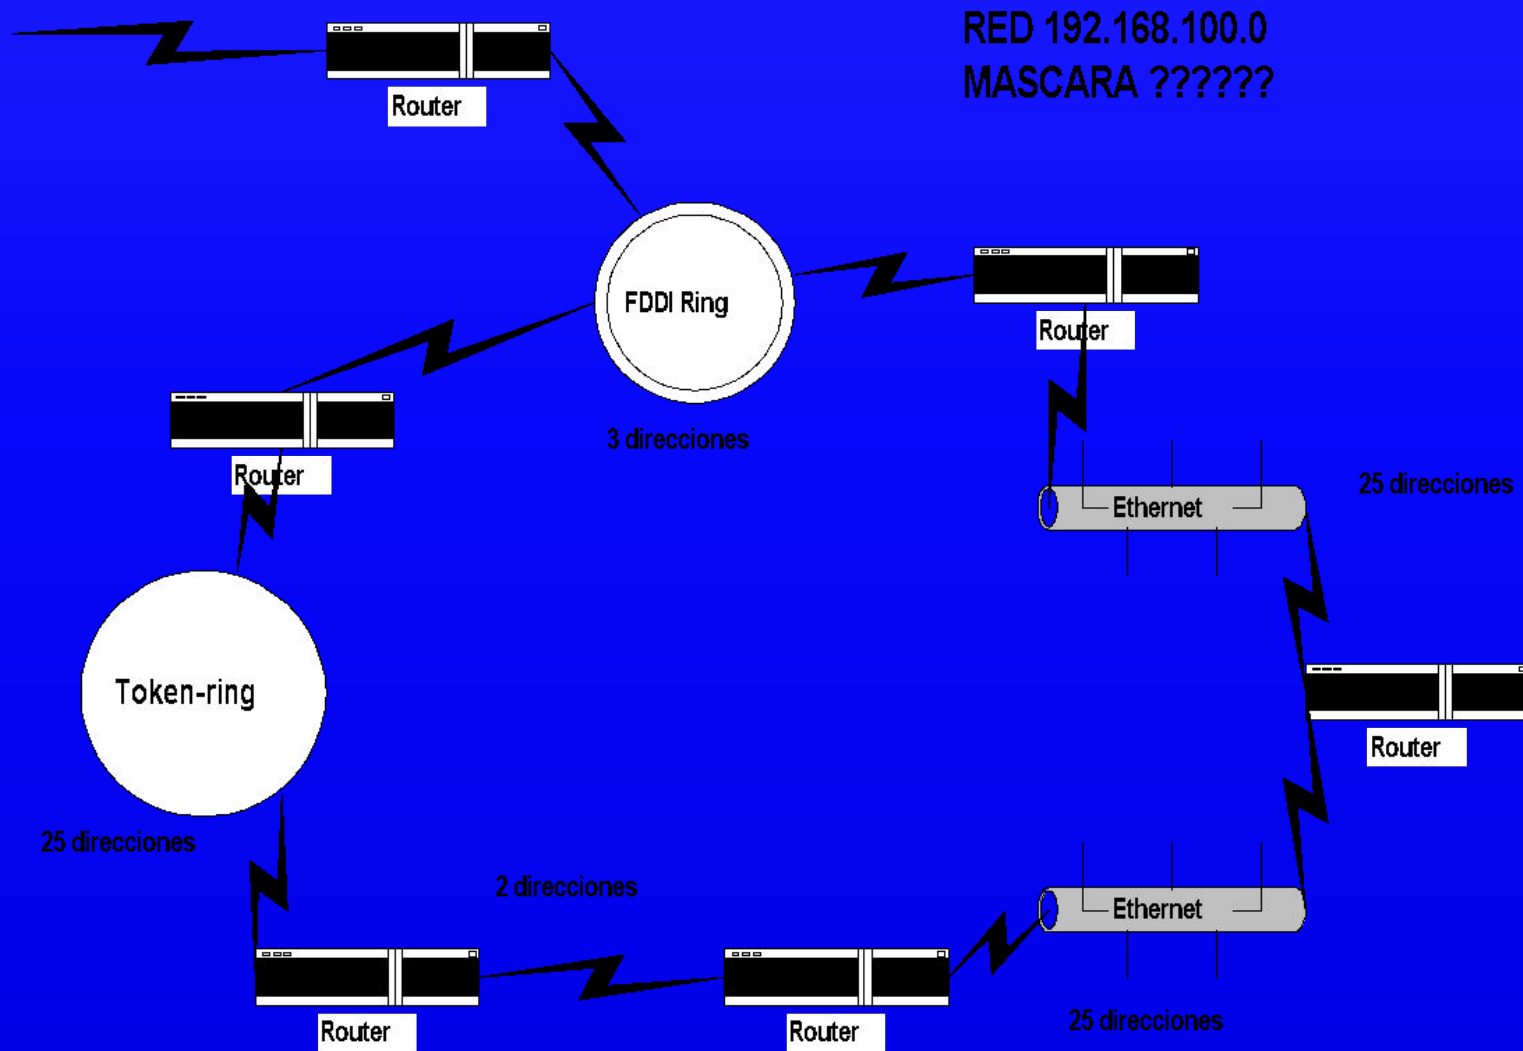 RED 192.168.100.0
MASCARA ??????
Router
FDDI Ring
Router
3 direcciones
Router
25 direcciones
Ethernet
Token-ring
Router
25 direcciones
2 direcciones
Ethernet
25 direcciones
Router
Router